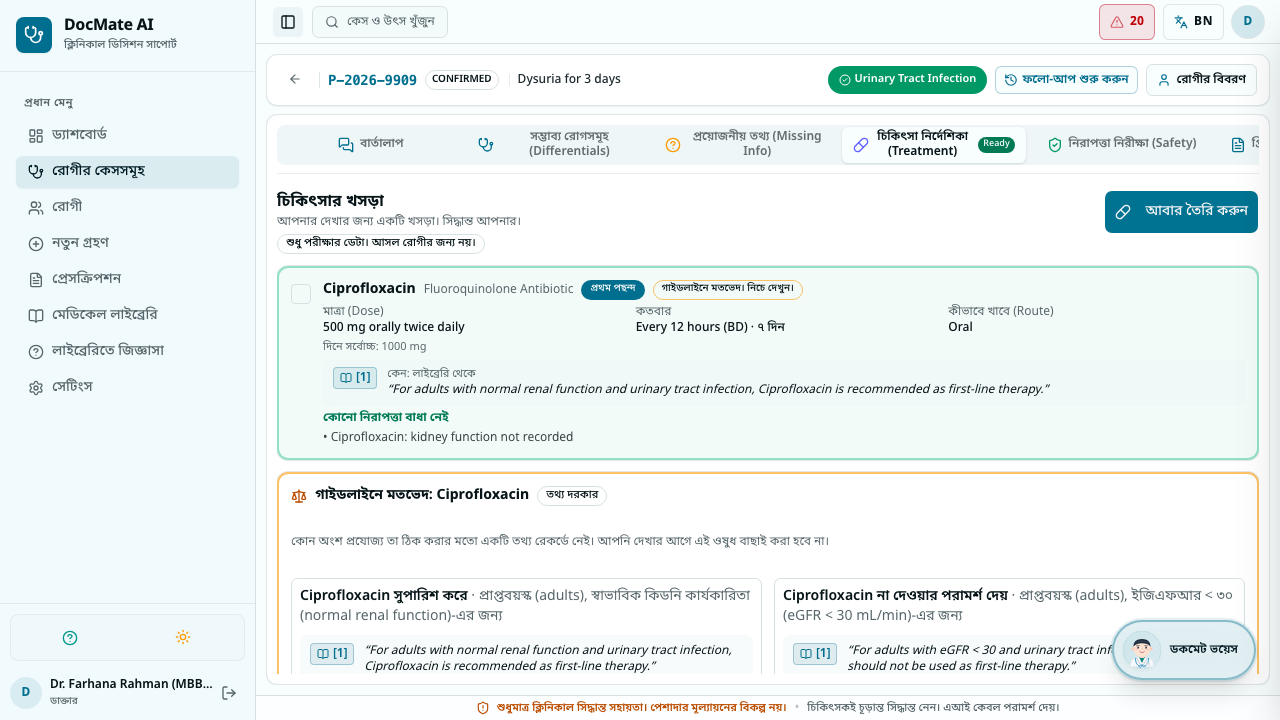 DocMate AI
ক্লিনিকাল ডিসিশন সাপোর্ট
প্রধান মেনু
ড্যাশবোর্ড
রোগীর কেসসমূহ
রোগী
নতুন গ্রহণ
প্রেসক্রিপশন
মেডিকেল লাইব্রেরি
লাইব্রেরিতে জিজ্ঞাসা
সেটিংস
D
Dr. Farhana Rahman (MBB...
ডাক্তার
কেস ও উৎস খুঁজুন
20
BN
D
P-2026-9909
CONFIRMED
Dysuria for 3 days
Urinary Tract Infection
ফলো-আপ শুরু করুন
রোগীর বিবরণ
বার্তালাপ
সম্ভাব্য রোগসমূহ (Differentials)
প্রয়োজনীয় তথ্য (Missing Info)
চিকিৎসা নির্দেশিকা (Treatment)
Ready
নিরাপত্তা নিরীক্ষা (Safety)
চিকিৎসার খসড়া
আপনার দেখার জন্য একটি খসড়া। সিদ্ধান্ত আপনার।
শুধু পরীক্ষার ডেটা। আসল রোগীর জন্য নয়।
আবার তৈরি করুন
Ciprofloxacin
Fluoroquinolone Antibiotic
প্রথম পছন্দ
গাইডলাইনে মতভেদ। নিচে দেখুন।
মাত্রা (Dose)
500 mg orally twice daily
কতবার
Every 12 hours (BD) · ৭ দিন
কীভাবে খাবে (Route)
Oral
দিনে সর্বোচ্চ: 1000 mg
[1]
কেন: লাইব্রেরি থেকে
“For adults with normal renal function and urinary tract infection, Ciprofloxacin is recommended as first-line therapy.”
কোনো নিরাপত্তা বাধা নেই
• Ciprofloxacin: kidney function not recorded
গাইডলাইনে মতভেদ: Ciprofloxacin
তথ্য দরকার
কোন অংশ প্রযোজ্য তা ঠিক করার মতো একটি তথ্য রেকর্ডে নেই। আপনি দেখার আগে এই ওষুধ বাছাই করা হবে না।
Ciprofloxacin সুপারিশ করে · প্রাপ্তবয়স্ক (adults), স্বাভাবিক কিডনি কার্যকারিতা
(normal renal function)-এর জন্য
[1]
“For adults with normal renal function and urinary tract infection,
Ciprofloxacin is recommended as first-line therapy.”
Ciprofloxacin না দেওয়ার পরামর্শ দেয় · প্রাপ্তবয়স্ক (adults), ইজিএফআর < ৩০
(eGFR < 30 mL/min)-এর জন্য
[1]
“For adults with eGFR < 30 and urinary tract
should not be used as first-line therapy.”
ডকমেট ভয়েস
শুধুমাত্র ক্লিনিকাল সিদ্ধান্ত সহায়তা। পেশাদার মূল্যায়নের বিকল্প নয়।
•
চিকিৎসকই চূড়ান্ত সিদ্ধান্ত নেন। এআই কেবল পরামর্শ দেয়।